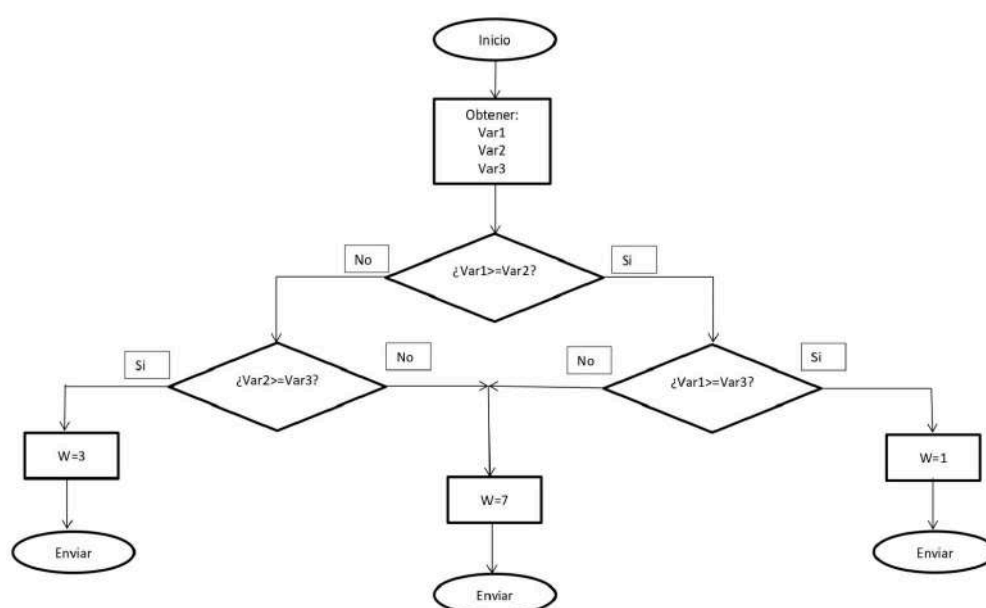 Inicio
Obtener:
Var1
Var2
Var3
No
¿Var1>=Var2?
Si
Si
¿Var2>=Var3?
No
No
¿Var1>=Var3?
Si
W=3
W=7
W=1
Enviar
Enviar
Enviar